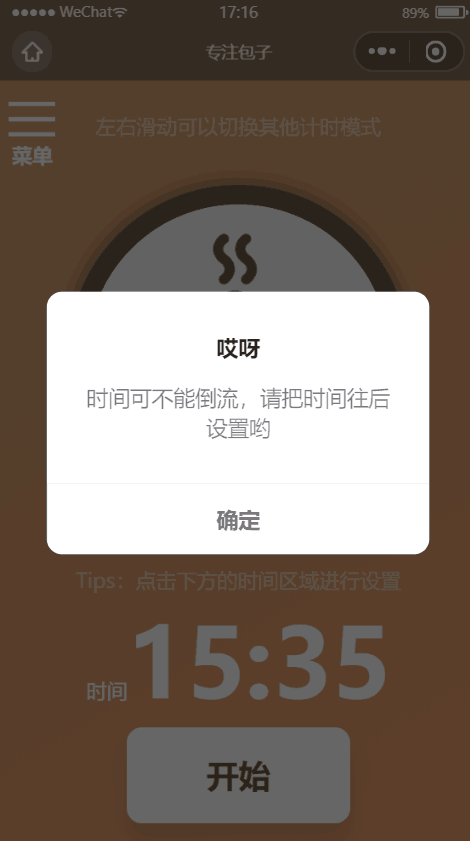 ●●●●● WeChat 17:16 89%
专注包子
左右滑动可以切换其他计时模式
菜单
哎呀
时间可不能倒流，请把时间往后
设置哟
确定
Tips：点击下方的时间区域进行设置
时间 15:35
开始